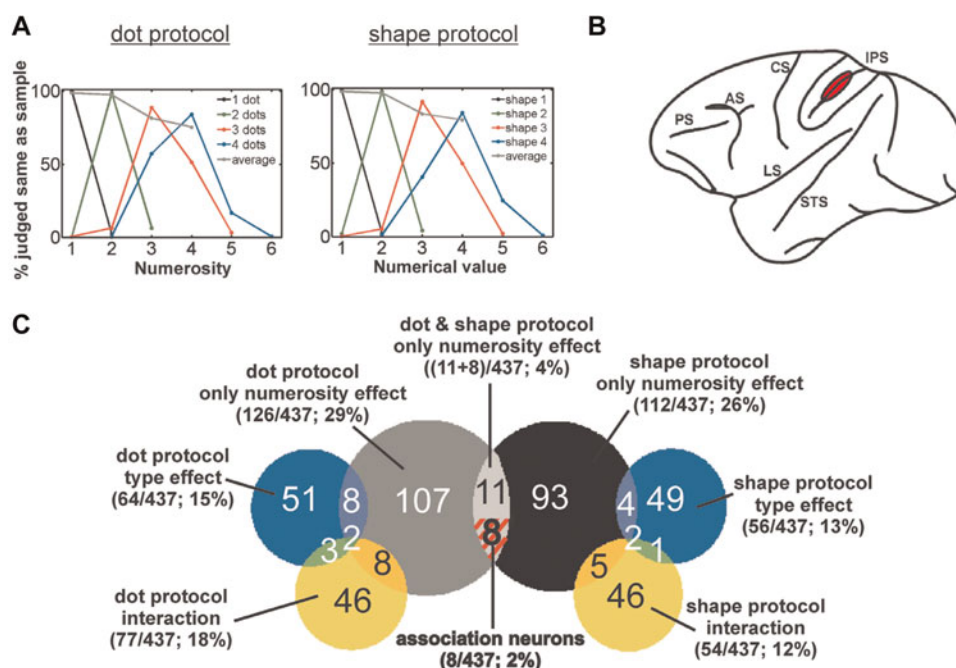 A
dot protocol
shape protocol
% judged same as sample
100
50
0
1 dot
2 dots
3 dots
4 dots
average
1 2 3 4 5 6
Numerosity
100
50
0
shape 1
shape 2
shape 3
shape 4
average
1 2 3 4 5 6
Numerical value
B
CS
IPS
AS
PS
LS
STS
C
dot & shape protocol
only numerosity effect
((11+8)/437; 4%)
dot protocol
only numerosity effect
(126/437; 29%)
shape protocol
only numerosity effect
(112/437; 26%)
dot protocol
type effect
(64/437; 15%)
shape protocol
type effect
(56/437; 13%)
51 8 107 11 93 4 49
3 2 8 8 5 2 1
46 46
dot protocol
interaction
(77/437; 18%)
association neurons
(8/437; 2%)
shape protocol
interaction
(54/437; 12%)